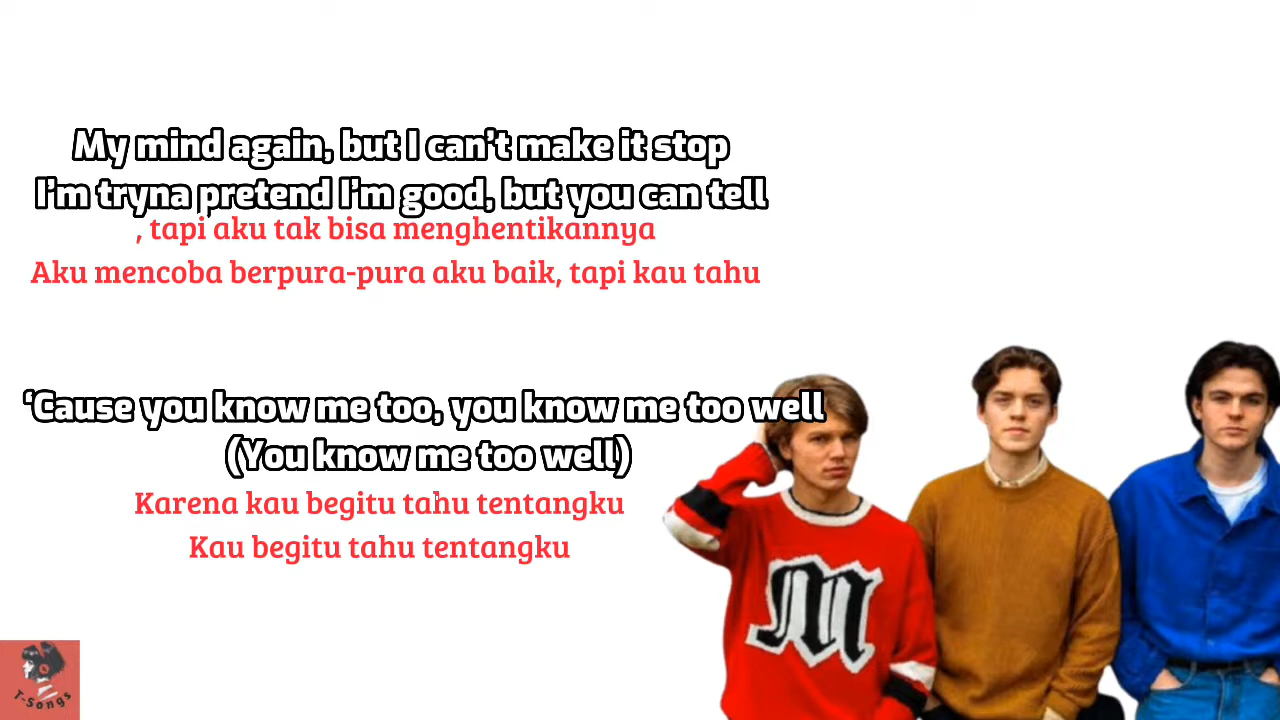 My mind again, but I can't make it stop
I'm tryna pretend I'm good, but you can tell
, tapi aku tak bisa menghentikannya
Aku mencoba berpura-pura aku baik, tapi kau tahu
‘Cause you know me too, you know me too well
(You know me too well)
Karena kau begitu tahu tentangku
Kau begitu tahu tentangku
M
T-Songs